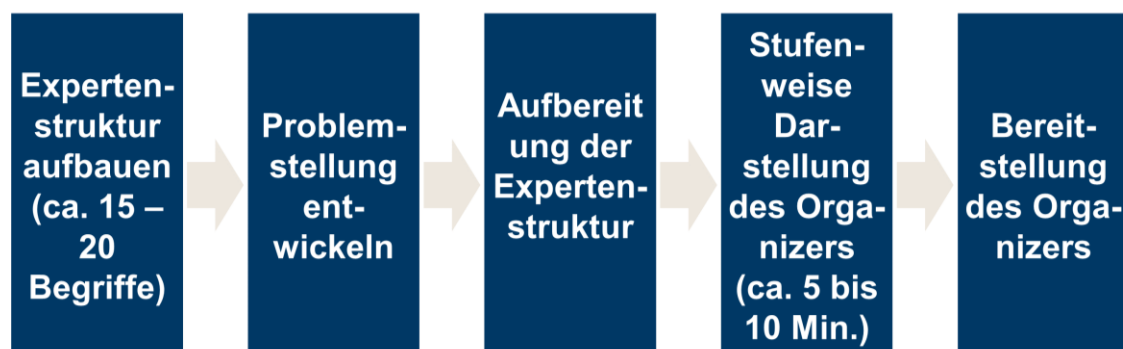 Experten-
struktur
aufbauen
(ca. 15 –
20
Begriffe)
Problem-
stellung
ent-
wickeln
Aufbereit
ung der
Experten-
struktur
Stufen-
weise
Dar-
stellung
des Orga-
nizers
(ca. 5 bis
10 Min.)
Bereit-
stellung
des Orga-
nizers